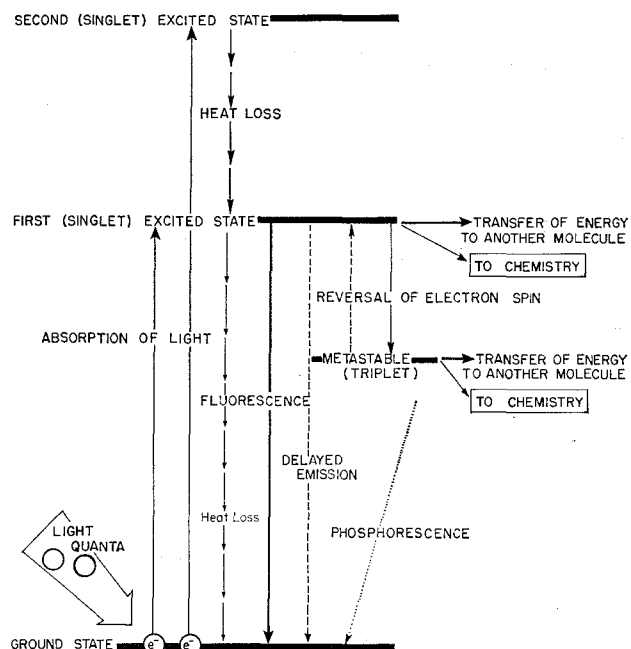 SECOND (SINGLET) EXCITED STATE
HEAT LOSS
FIRST (SINGLET) EXCITED STATE
TRANSFER OF ENERGY
TO ANOTHER MOLECULE
TO CHEMISTRY
REVERSAL OF ELECTRON SPIN
ABSORPTION OF LIGHT
METASTABLE
(TRIPLET)
TRANSFER OF ENERGY
TO ANOTHER MOLECULE
TO CHEMISTRY
FLUORESCENCE
DELAYED
EMISSION
Heat Loss
PHOSPHORESCENCE
LIGHT
QUANTA
GROUND STATE
e⁻
e⁻